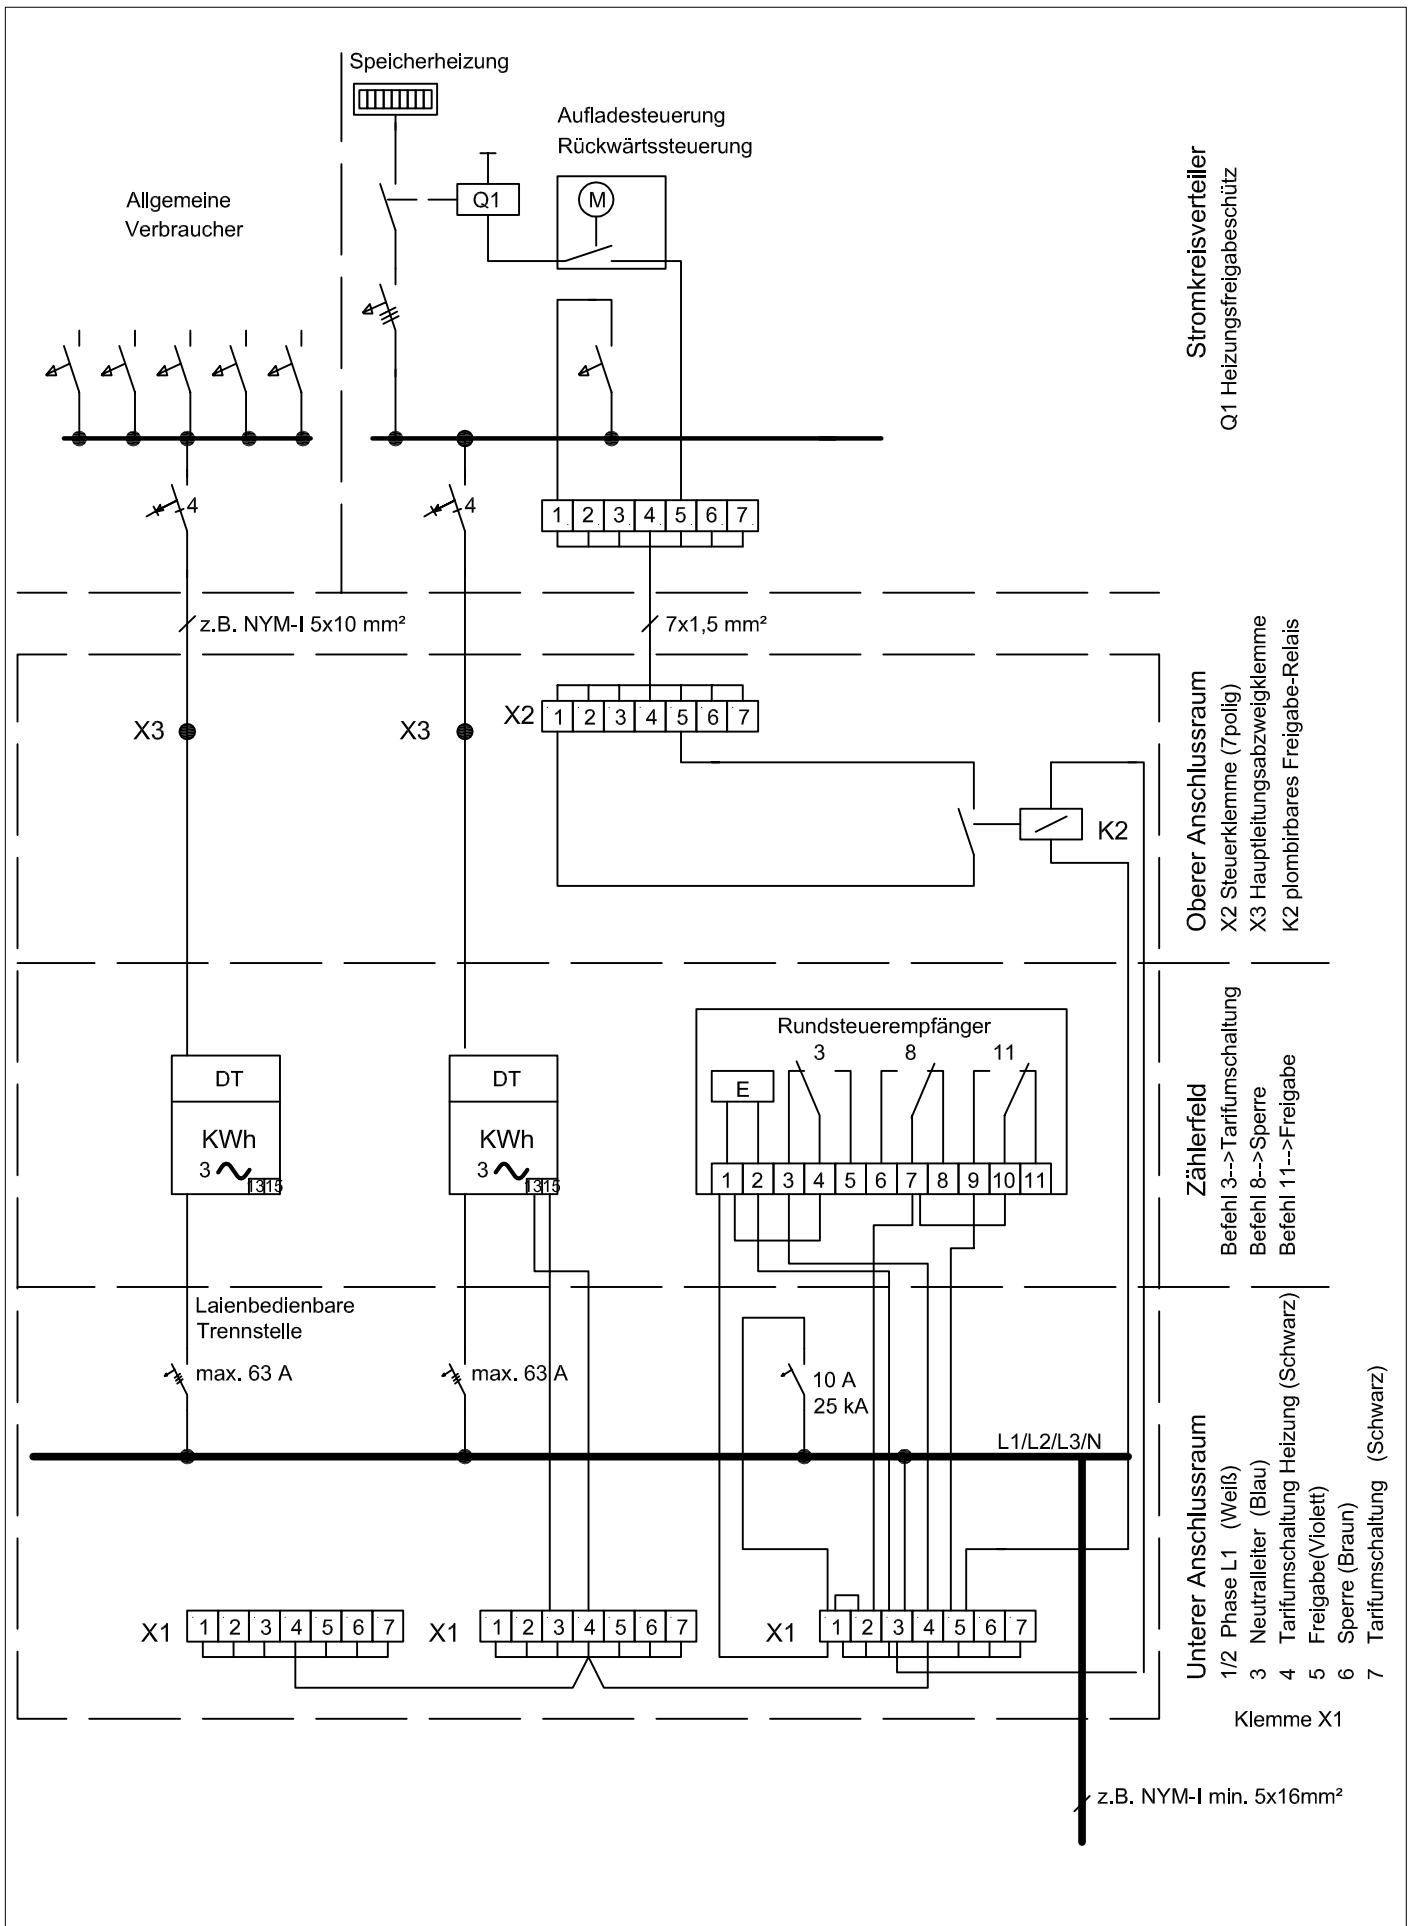 Speicherheizung
Aufladesteuerung
Rückwärtssteuerung
Allgemeine
Verbraucher
Q1
M
Stromkreisverteiler
Q1 Heizungsfreigabeschütz
4
4
1 2 3 4 5 6 7
z.B. NYM-I 5x10 mm²
7x1,5 mm²
X3
X3
X2
1 2 3 4 5 6 7
K2
Oberer Anschlussraum
X2 Steuerklemme (7polig)
X3 Hauptleitungsabzweigklemme
K2 plombirbares Freigabe-Relais
DT
KWh
3
13 15
DT
KWh
3
13 15
Rundsteuerempfänger
3 8 11
E
1 2 3 4 5 6 7 8 9 10 11
Zählerfeld
Befehl 3-->Tarifumschaltung
Befehl 8-->Sperre
Befehl 11-->Freigabe
Laienbedienbare
Trennstelle
max. 63 A
max. 63 A
10 A
25 kA
L1/L2/L3/N
X1
1 2 3 4 5 6 7
X1
1 2 3 4 5 6 7
X1
1 2 3 4 5 6 7
Unterer Anschlussraum
1/2 Phase L1 (Weiß)
3 Neutralleiter (Blau)
4 Tarifumschaltung Heizung (Schwarz)
5 Freigabe(Violett)
6 Sperre (Braun)
7 Tarifumschaltung (Schwarz)
Klemme X1
z.B. NYM-I min. 5x16mm²